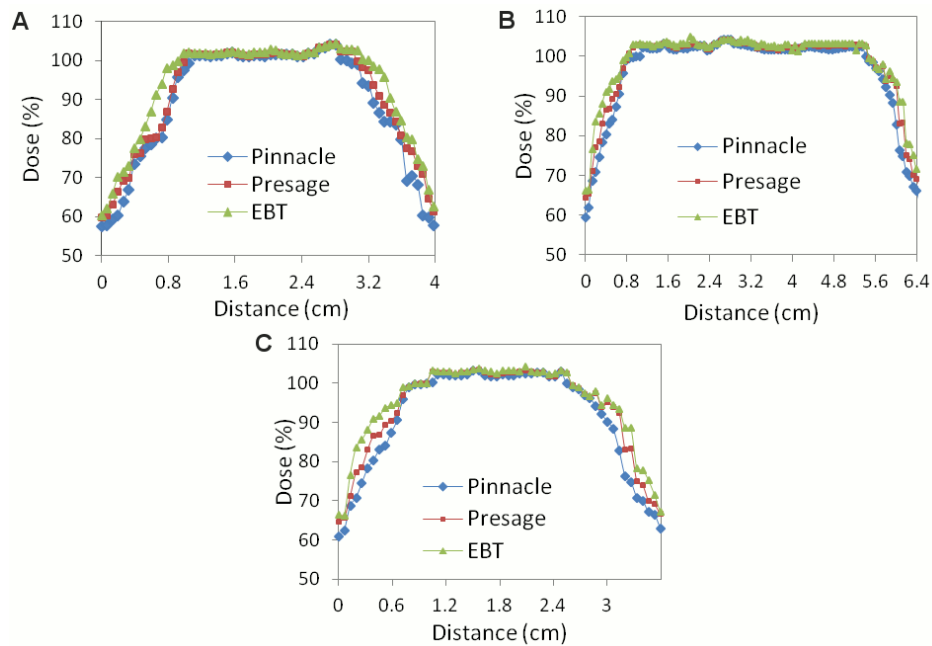 A
Dose (%)
110
100
90
80
70
60
50
Pinnacle
Presage
EBT
0 0.8 1.6 2.4 3.2 4
Distance (cm)
B
Dose (%)
110
100
90
80
70
60
50
Pinnacle
Presage
EBT
0 0.8 1.6 2.4 3.2 4 4.8 5.6 6.4
Distance (cm)
C
Dose (%)
110
100
90
80
70
60
50
Pinnacle
Presage
EBT
0 0.6 1.2 1.8 2.4 3
Distance (cm)